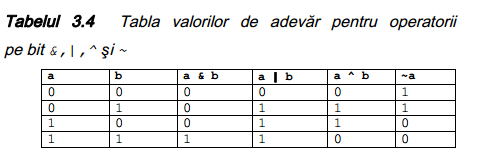 Tabelul 3.4 Tabla valorilor de adevăr pentru operatorii
pe bit &,|,^ şi ~
a b a & b a | b a ^ b ~a
0 0 0 0 0 1
0 1 0 1 1 1
1 0 0 1 1 0
1 1 1 1 0 0